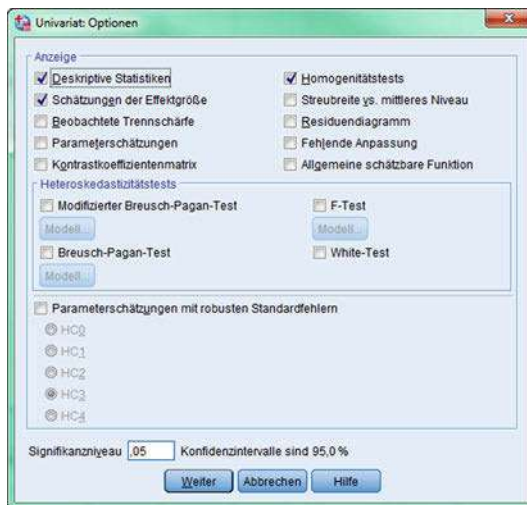 Univariat: Optionen
Anzeige
Deskriptive Statistiken
Homogenitätstests
Schätzungen der Effektgröße
Streubreite vs. mittleres Niveau
Beobachtete Trennschärfe
Residuendiagramm
Parameterschätzungen
Fehlende Anpassung
Kontrastkoeffizientenmatrix
Allgemeine schätzbare Funktion
Heteroskedastizitätstests
Modifizierter Breusch-Pagan-Test
F-Test
Modell...
Modell...
Breusch-Pagan-Test
White-Test
Modell...
Parameterschätzungen mit robusten Standardfehlern
HC0
HC1
HC2
HC3
HC4
Signifikanzniveau ,05 Konfidenzintervalle sind 95,0 %
Weiter Abbrechen Hilfe